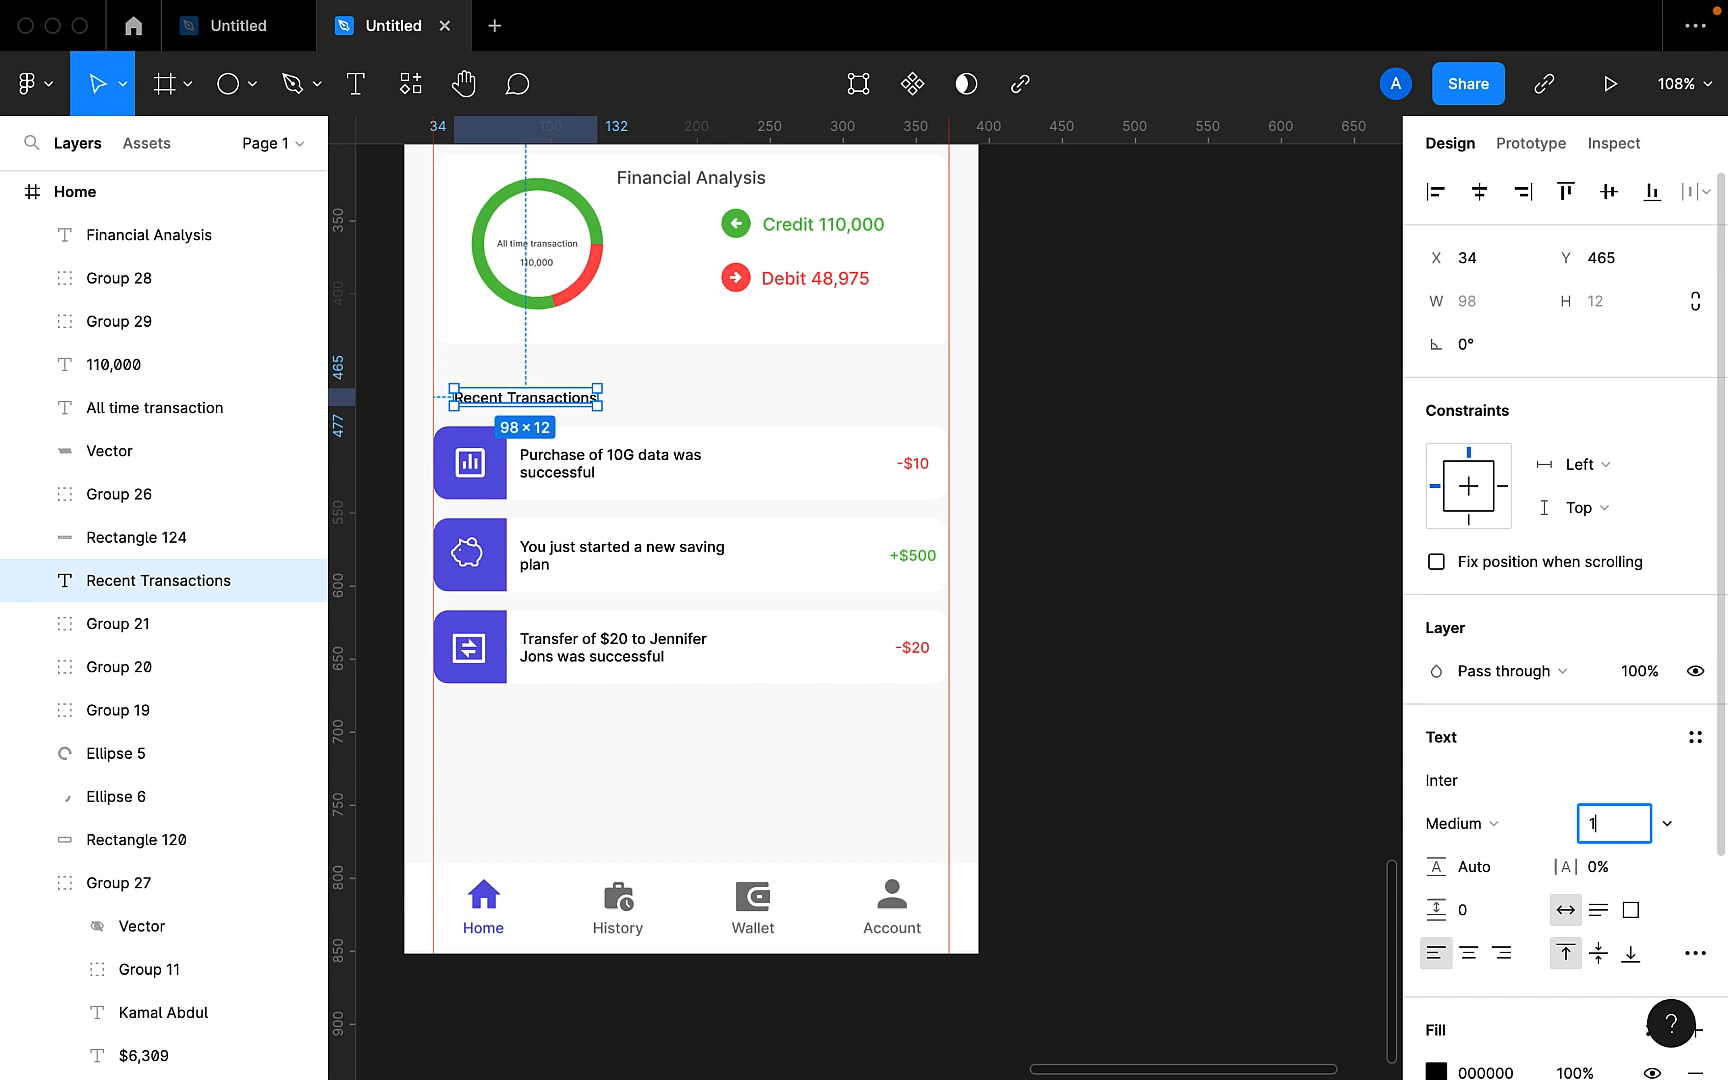 Untitled
Untitled
A
Share
108%
Layers
Assets
Page 1
34
100
132
200
250
300
350
400
450
500
550
600
650
Design
Prototype
Inspect
Home
Financial Analysis
Group 28
Group 29
110,000
All time transaction
Vector
Group 26
Rectangle 124
Recent Transactions
Group 21
Group 20
Group 19
Ellipse 5
Ellipse 6
Rectangle 120
Group 27
Vector
Group 11
Kamal Abdul
$6,309
350
400
465
477
550
600
650
700
750
800
850
900
Financial Analysis
All time transaction
110,000
Credit 110,000
Debit 48,975
Recent Transactions
98 × 12
Purchase of 10G data was
successful
-$10
You just started a new saving
plan
+$500
Transfer of $20 to Jennifer
Jons was successful
-$20
Home
History
Wallet
Account
X 34
Y 465
W 98
H 12
0°
Constraints
Left
Top
Fix position when scrolling
Layer
Pass through
100%
Text
Inter
Medium
1
Auto
|A| 0%
0
?
Fill
000000
100%